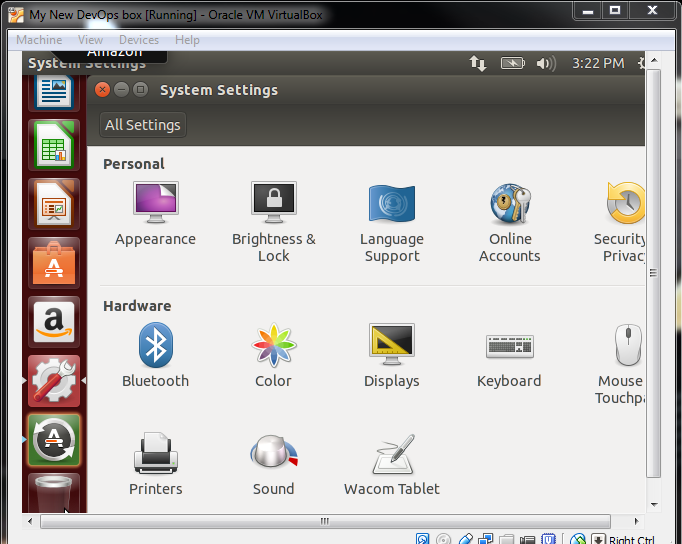 My New DevOps box [Running] - Oracle VM VirtualBox
Machine View Devices Help
Amazon
System Settings 3:22 PM
System Settings
All Settings
Personal
Appearance
Brightness &
Lock
Language
Support
Online
Accounts
Security
Privac
Hardware
Bluetooth
Color
Displays
Keyboard
Mouse
Touchpa
Printers
Sound
Wacom Tablet
Right Ctrl